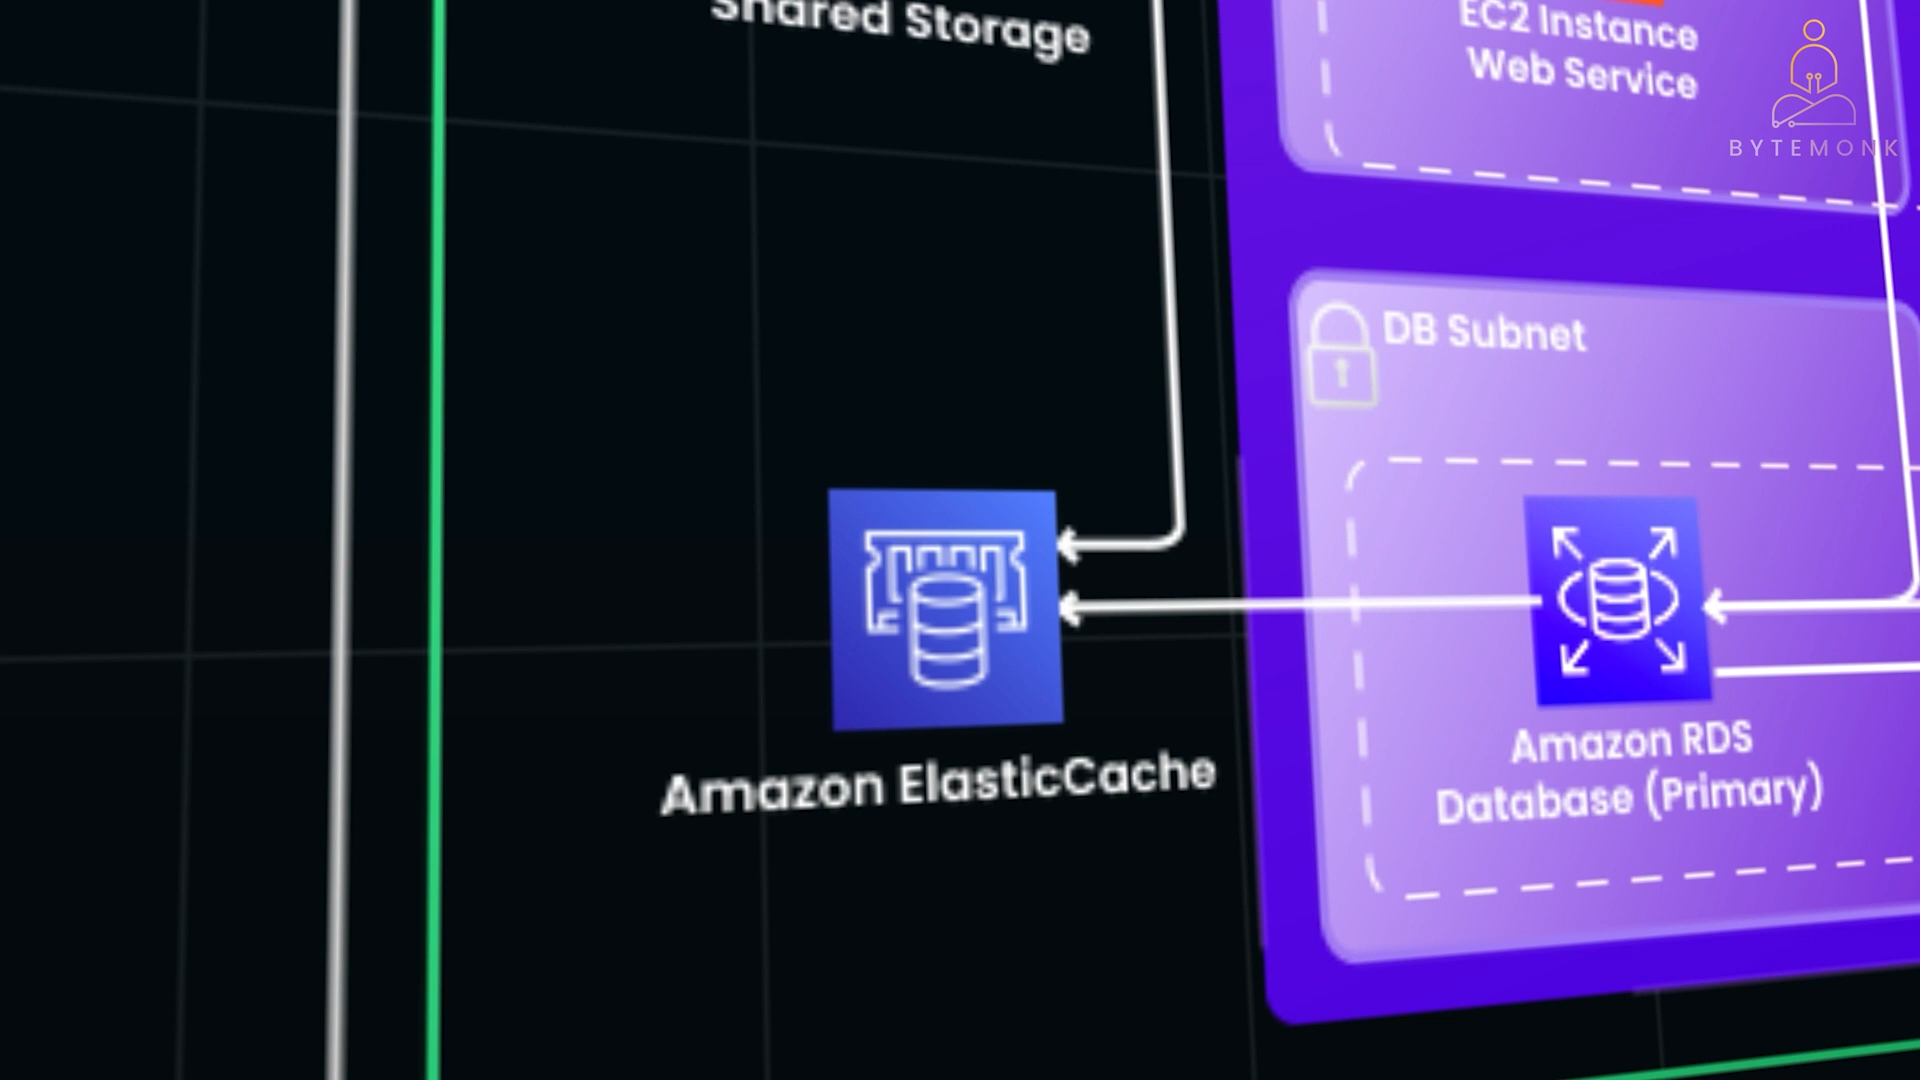 Shared Storage
EC2 Instance
Web Service
BYTEMONK
DB Subnet
Amazon ElasticCache
Amazon RDS
Database (Primary)